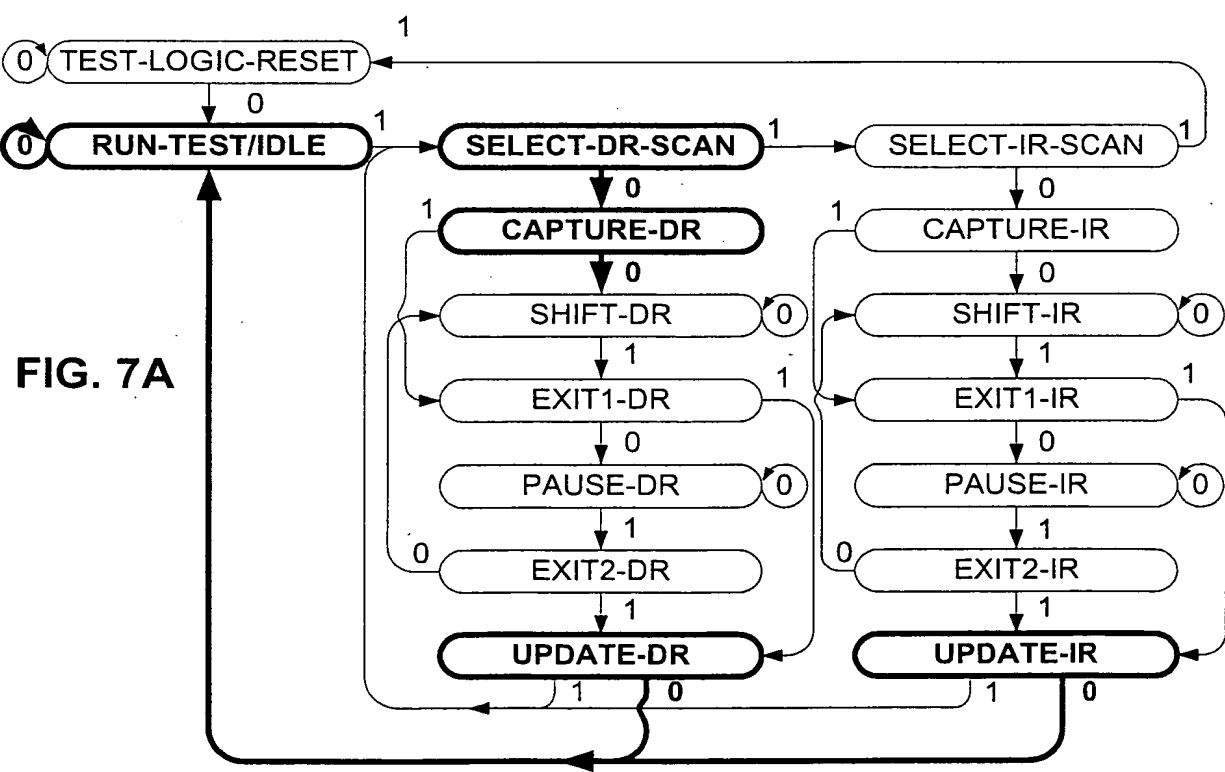 1
0 TEST-LOGIC-RESET
0
0 RUN-TEST/IDLE 1 SELECT-DR-SCAN 1 SELECT-IR-SCAN 1
0 0
1 CAPTURE-DR 1 CAPTURE-IR
0 0
SHIFT-DR 0 SHIFT-IR 0
1 1
FIG. 7A
EXIT1-DR 1 EXIT1-IR 1
0 0
PAUSE-DR 0 PAUSE-IR 0
1 1
0 EXIT2-DR 0 EXIT2-IR
1 1
UPDATE-DR UPDATE-IR
1 0 1 0